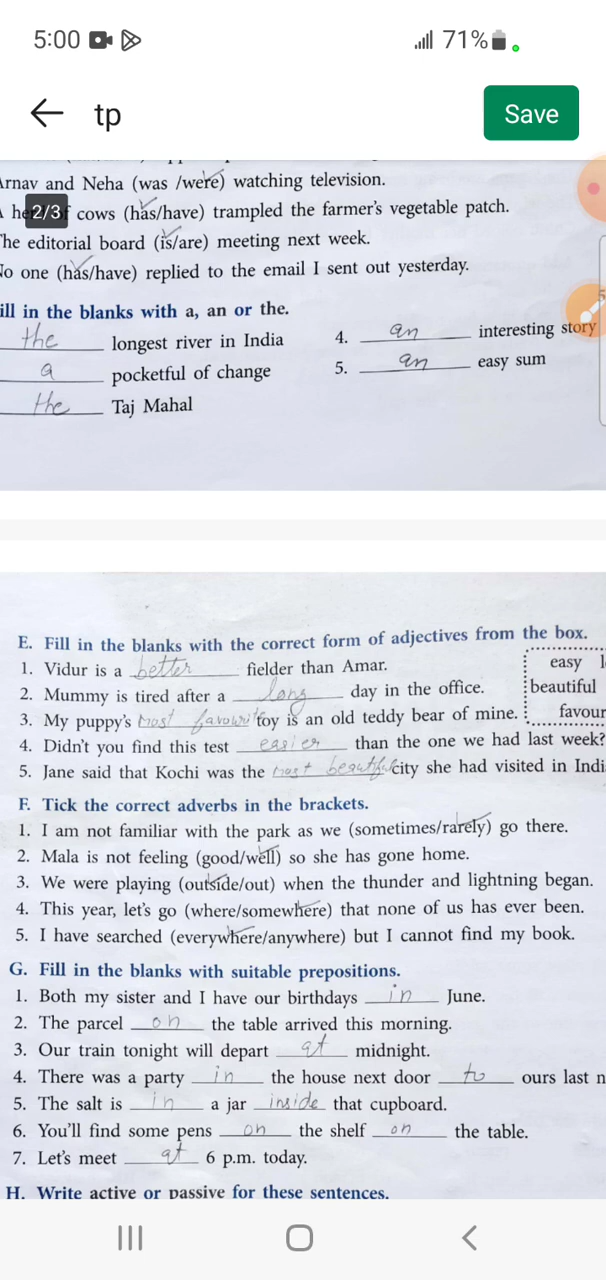 5:00 71%
tp Save
Arnav and Neha (was /were) watching television.
2/3 cows (has/have) trampled the farmer's vegetable patch.
The editorial board (is/are) meeting next week.
No one (has/have) replied to the email I sent out yesterday.
ill in the blanks with a, an or the.
the longest river in India 4. an interesting story
a pocketful of change 5. an easy sum
the Taj Mahal
E. Fill in the blanks with the correct form of adjectives from the box.
1. Vidur is a better fielder than Amar. easy
2. Mummy is tired after a long day in the office. beautiful
3. My puppy's most favourite toy is an old teddy bear of mine. favour
4. Didn't you find this test easier than the one we had last week?
5. Jane said that Kochi was the most beautiful city she had visited in Indi
F. Tick the correct adverbs in the brackets.
1. I am not familiar with the park as we (sometimes/rarely) go there.
2. Mala is not feeling (good/well) so she has gone home.
3. We were playing (outside/out) when the thunder and lightning began.
4. This year, let's go (where/somewhere) that none of us has ever been.
5. I have searched (everywhere/anywhere) but I cannot find my book.
G. Fill in the blanks with suitable prepositions.
1. Both my sister and I have our birthdays in June.
2. The parcel on the table arrived this morning.
3. Our train tonight will depart at midnight.
4. There was a party in the house next door to ours last n
5. The salt is in a jar inside that cupboard.
6. You'll find some pens on the shelf on the table.
7. Let's meet at 6 p.m. today.
H. Write active or passive for these sentences.